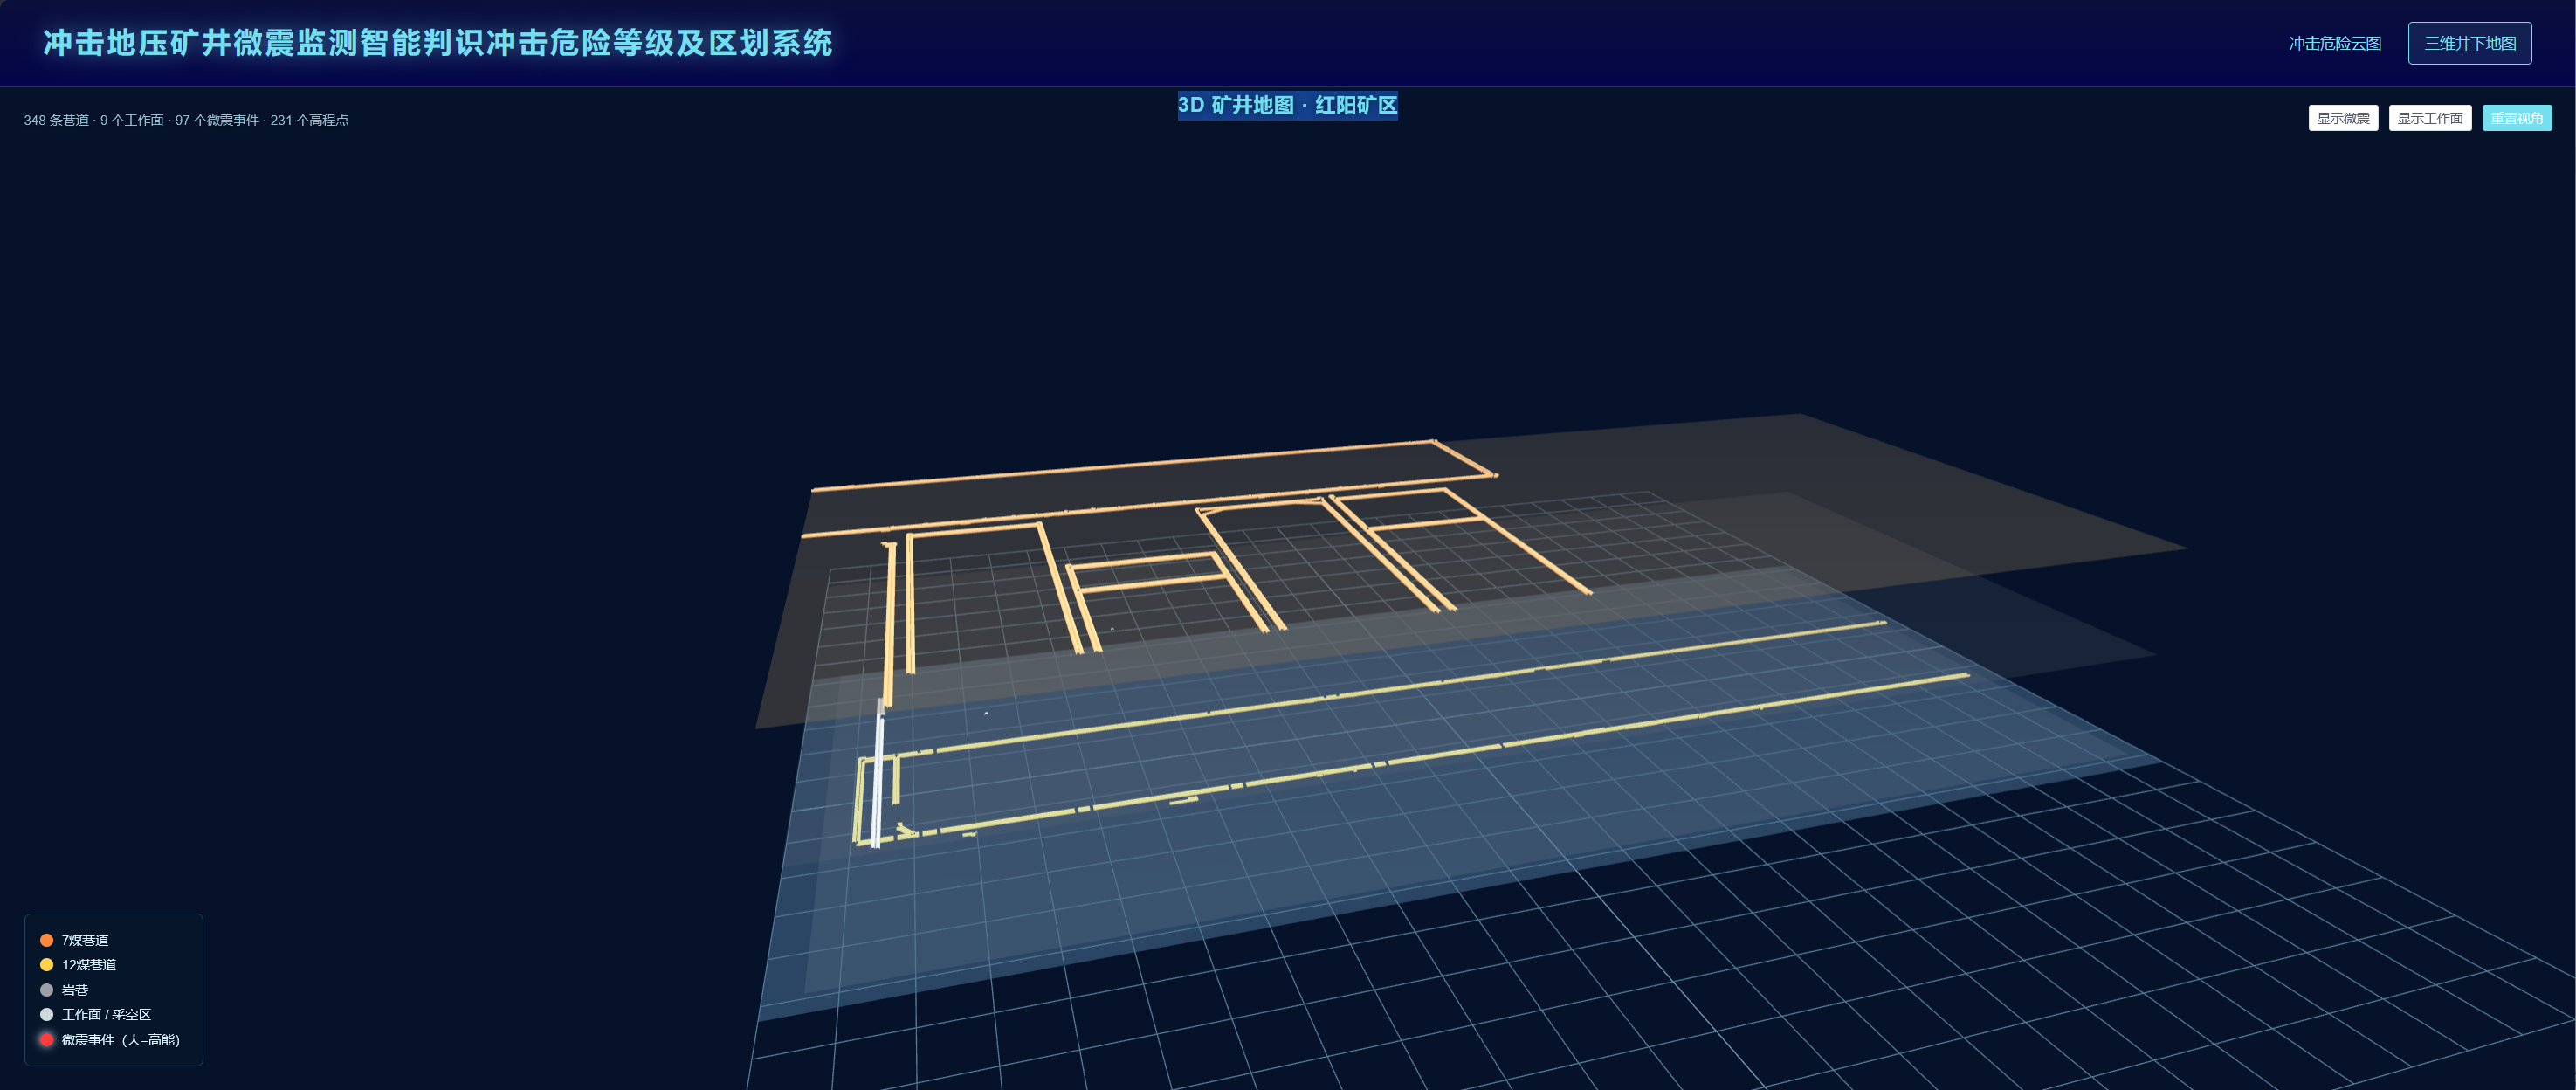 冲击地压矿井微震监测智能判识冲击危险等级及区划系统
冲击危险云图
三维井下地图
3D 矿井地图 · 红阳矿区
348 条巷道 · 9 个工作面 · 97 个微震事件 · 231 个高程点
显示微震
显示工作面
重置视角
7煤巷道
12煤巷道
岩巷
工作面 / 采空区
微震事件（大=高能）